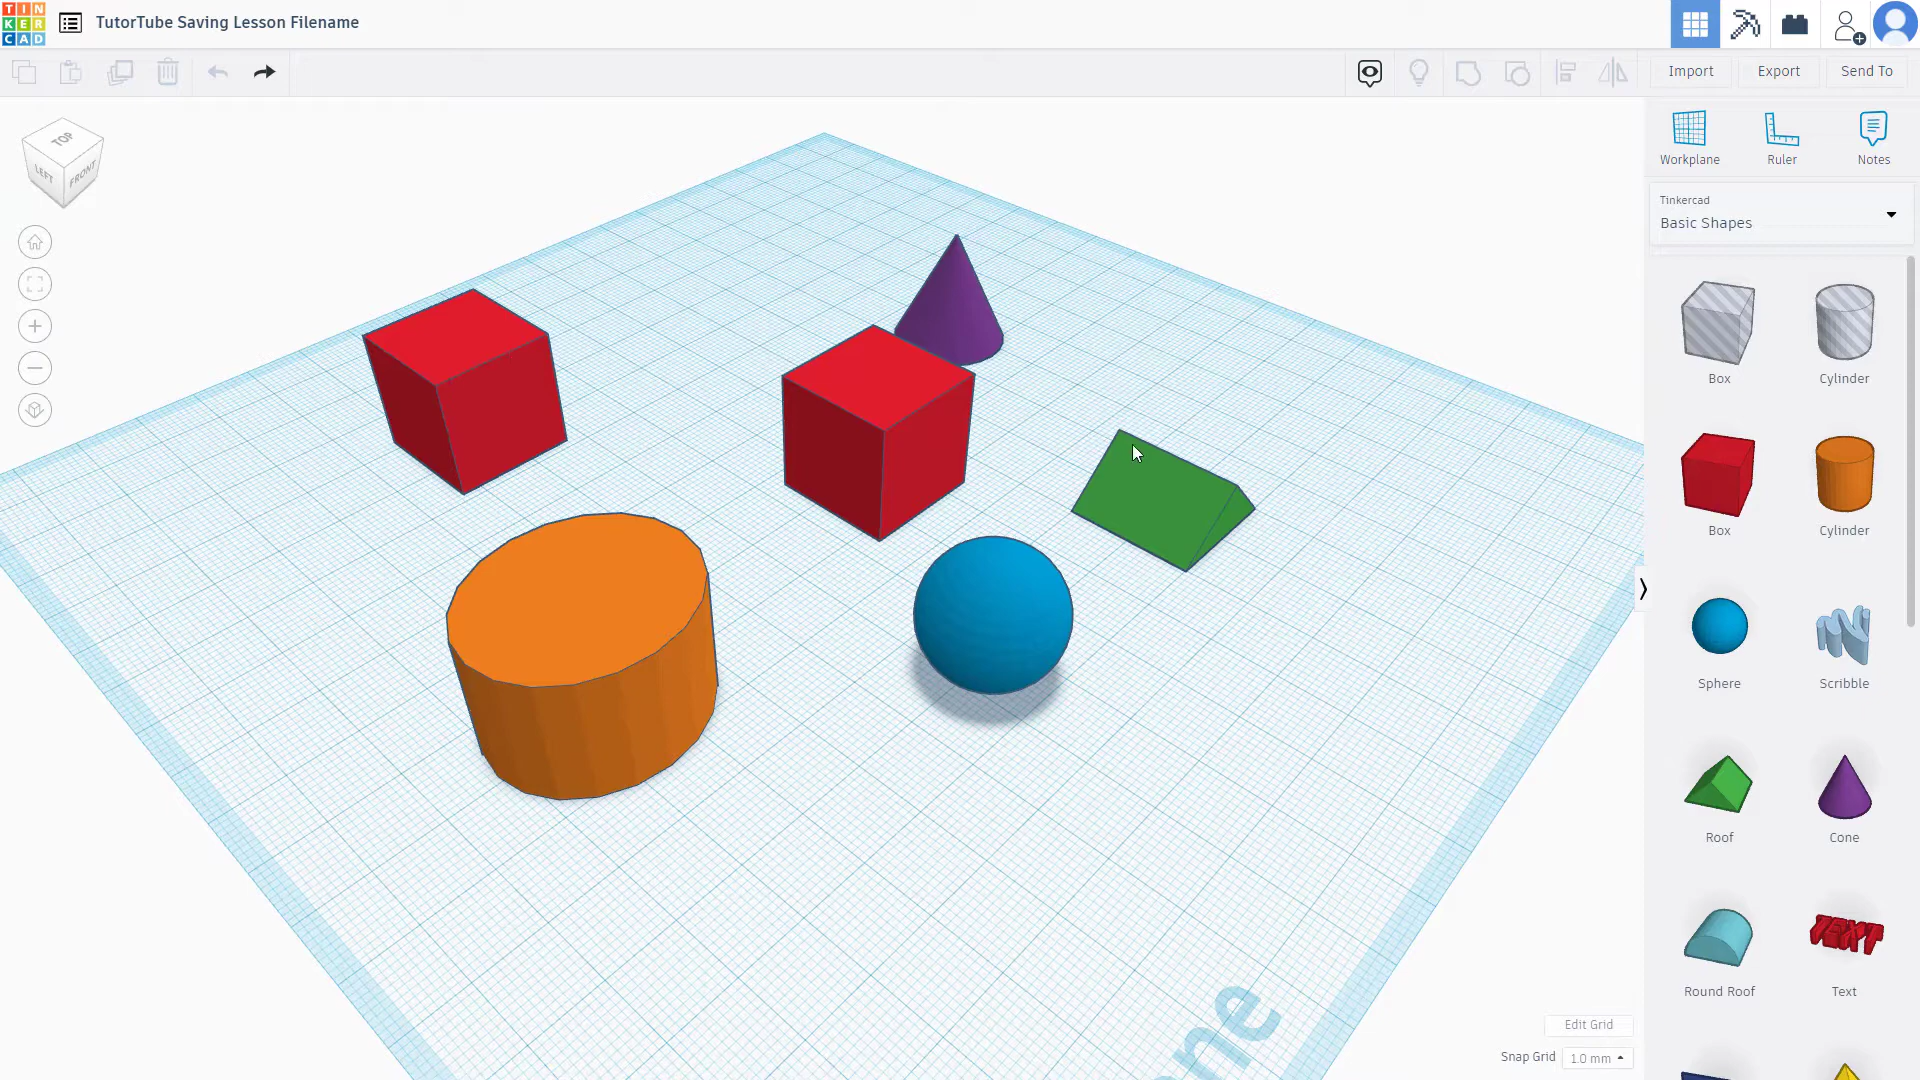 TIN
KER
CAD
TutorTube Saving Lesson Filename
Import
Export
Send To
TOP
LEFT
FRONT
Workplane
Ruler
Notes
Tinkercad
Basic Shapes
Box
Cylinder
Box
Cylinder
Sphere
Scribble
Roof
Cone
TEXT
Round Roof
Text
ne
Edit Grid
Snap Grid
1.0 mm